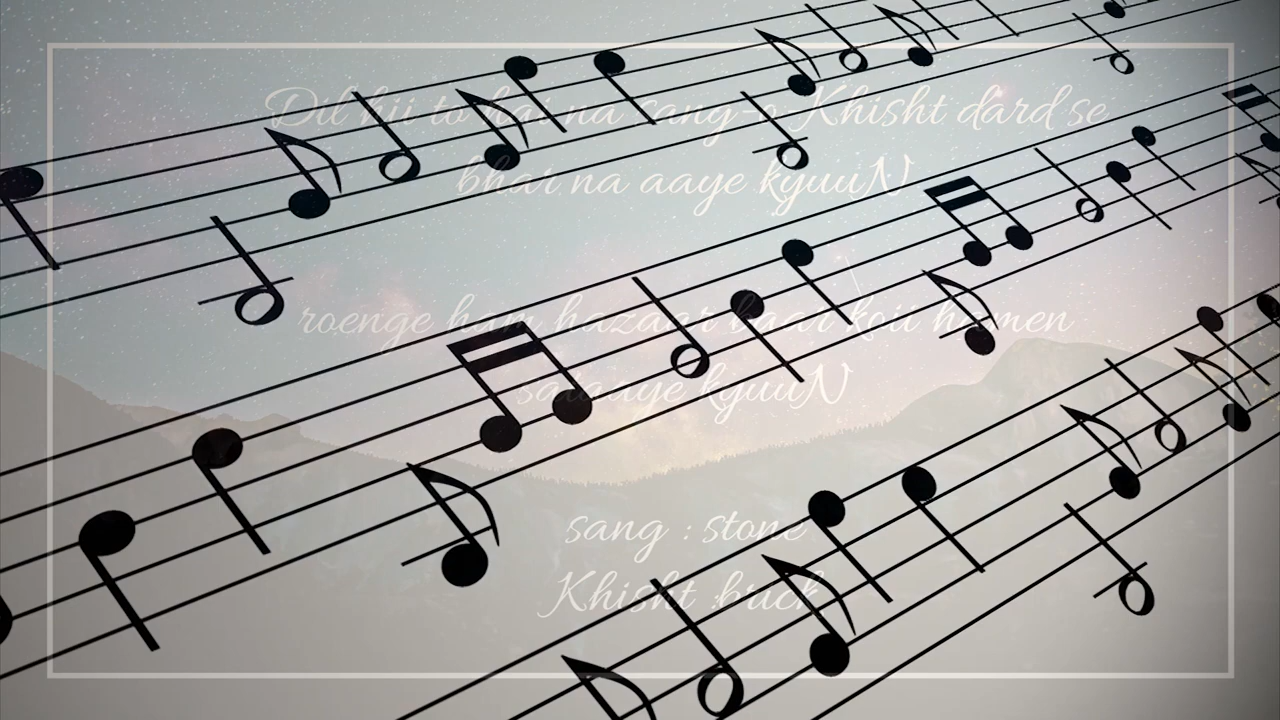 Dil hii to hai na sang-o-Khisht dard se
bhar na aaye kyuuN
roenge ham hazaar baar koii hamen
sataaye kyuuN
sang : stone
Khisht :brick